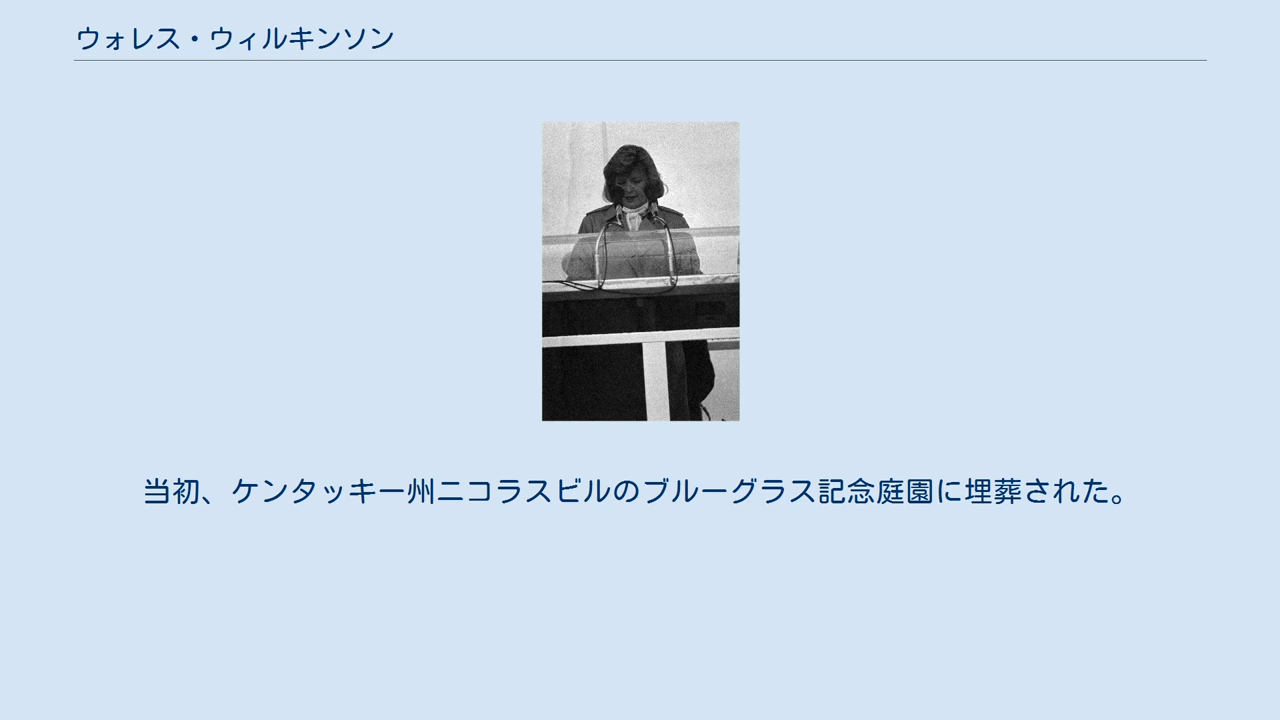 ウォレス・ウィルキンソン
当初、ケンタッキー州ニコラスビルのブルーグラス記念庭園に埋葬された。